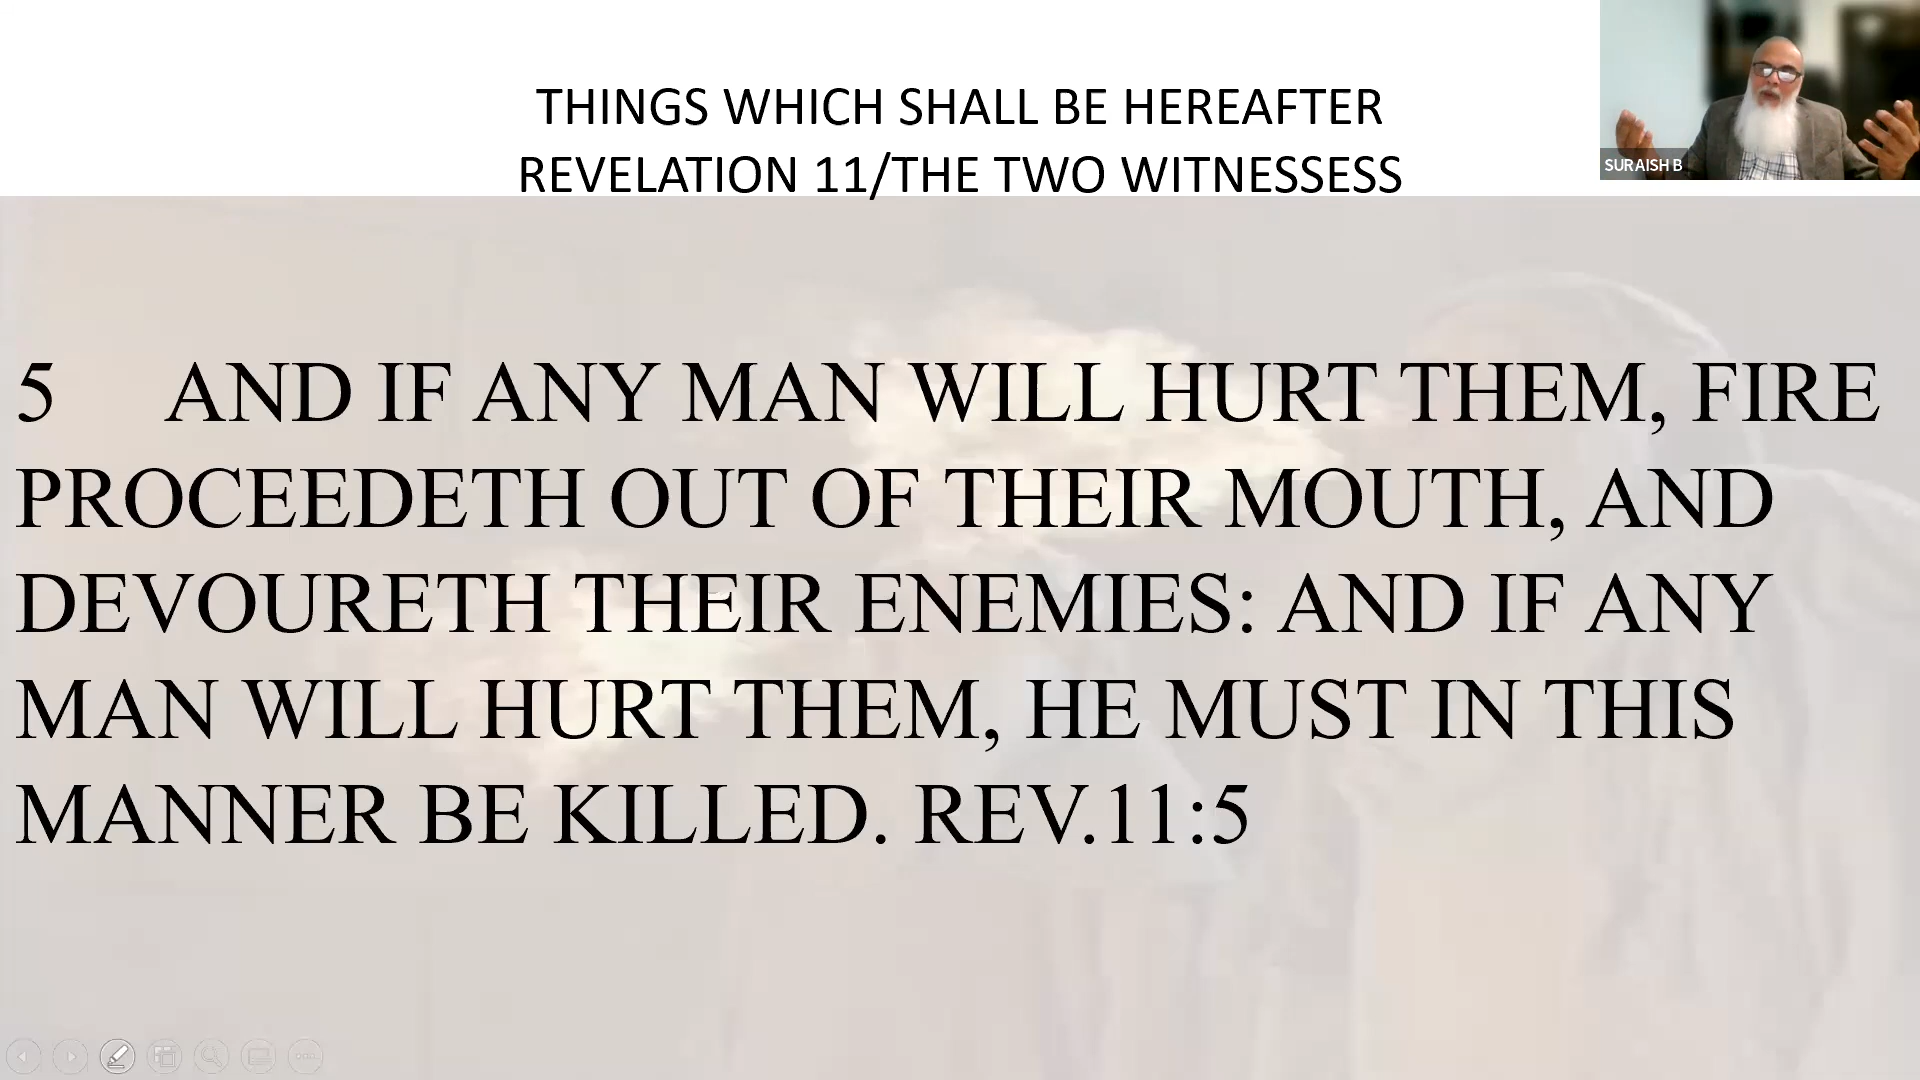 THINGS WHICH SHALL BE HEREAFTER
REVELATION 11/THE TWO WITNESSESS
SURAISH B
5 AND IF ANY MAN WILL HURT THEM, FIRE
PROCEEDETH OUT OF THEIR MOUTH, AND
DEVOURETH THEIR ENEMIES: AND IF ANY
MAN WILL HURT THEM, HE MUST IN THIS
MANNER BE KILLED. REV.11:5